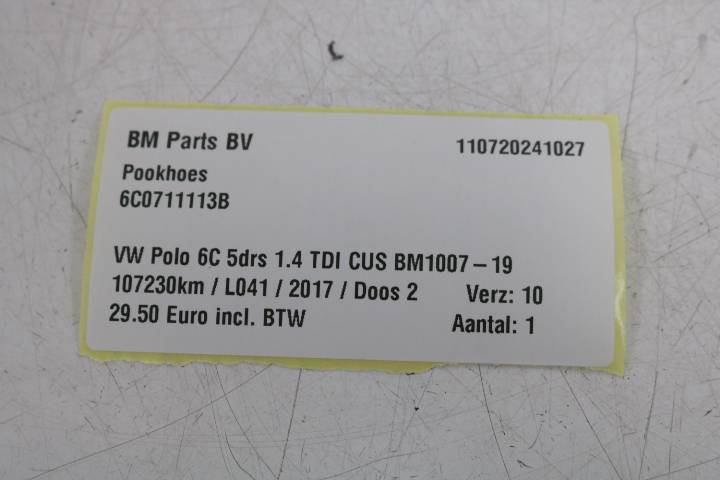 BM Parts BV 110720241027
Pookhoes
6C0711113B
VW Polo 6C 5drs 1.4 TDI CUS BM1007-19
107230km / L041 / 2017 / Doos 2 Verz: 10
29.50 Euro incl. BTW Aantal: 1